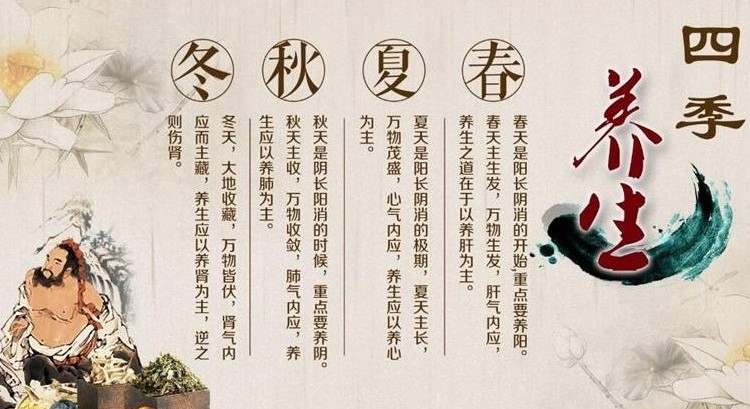 四季
养生
春
春天是阳长阴消的开始,重点要养阳。
春天主生发，万物生发，肝气内应，
养生之道在于以养肝为主。
夏
夏天是阳长阴消的极期，夏天主长，
万物茂盛，心气内应，养生应以养心
为主。
秋
秋天是阴长阳消的时候，重点要养阴。
秋天主收，万物收敛，肺气内应，养
生应以养肺为主。
冬
冬天，大地收藏，万物皆伏，肾气内
应而主藏，养生应以养肾为主，逆之
则伤肾。